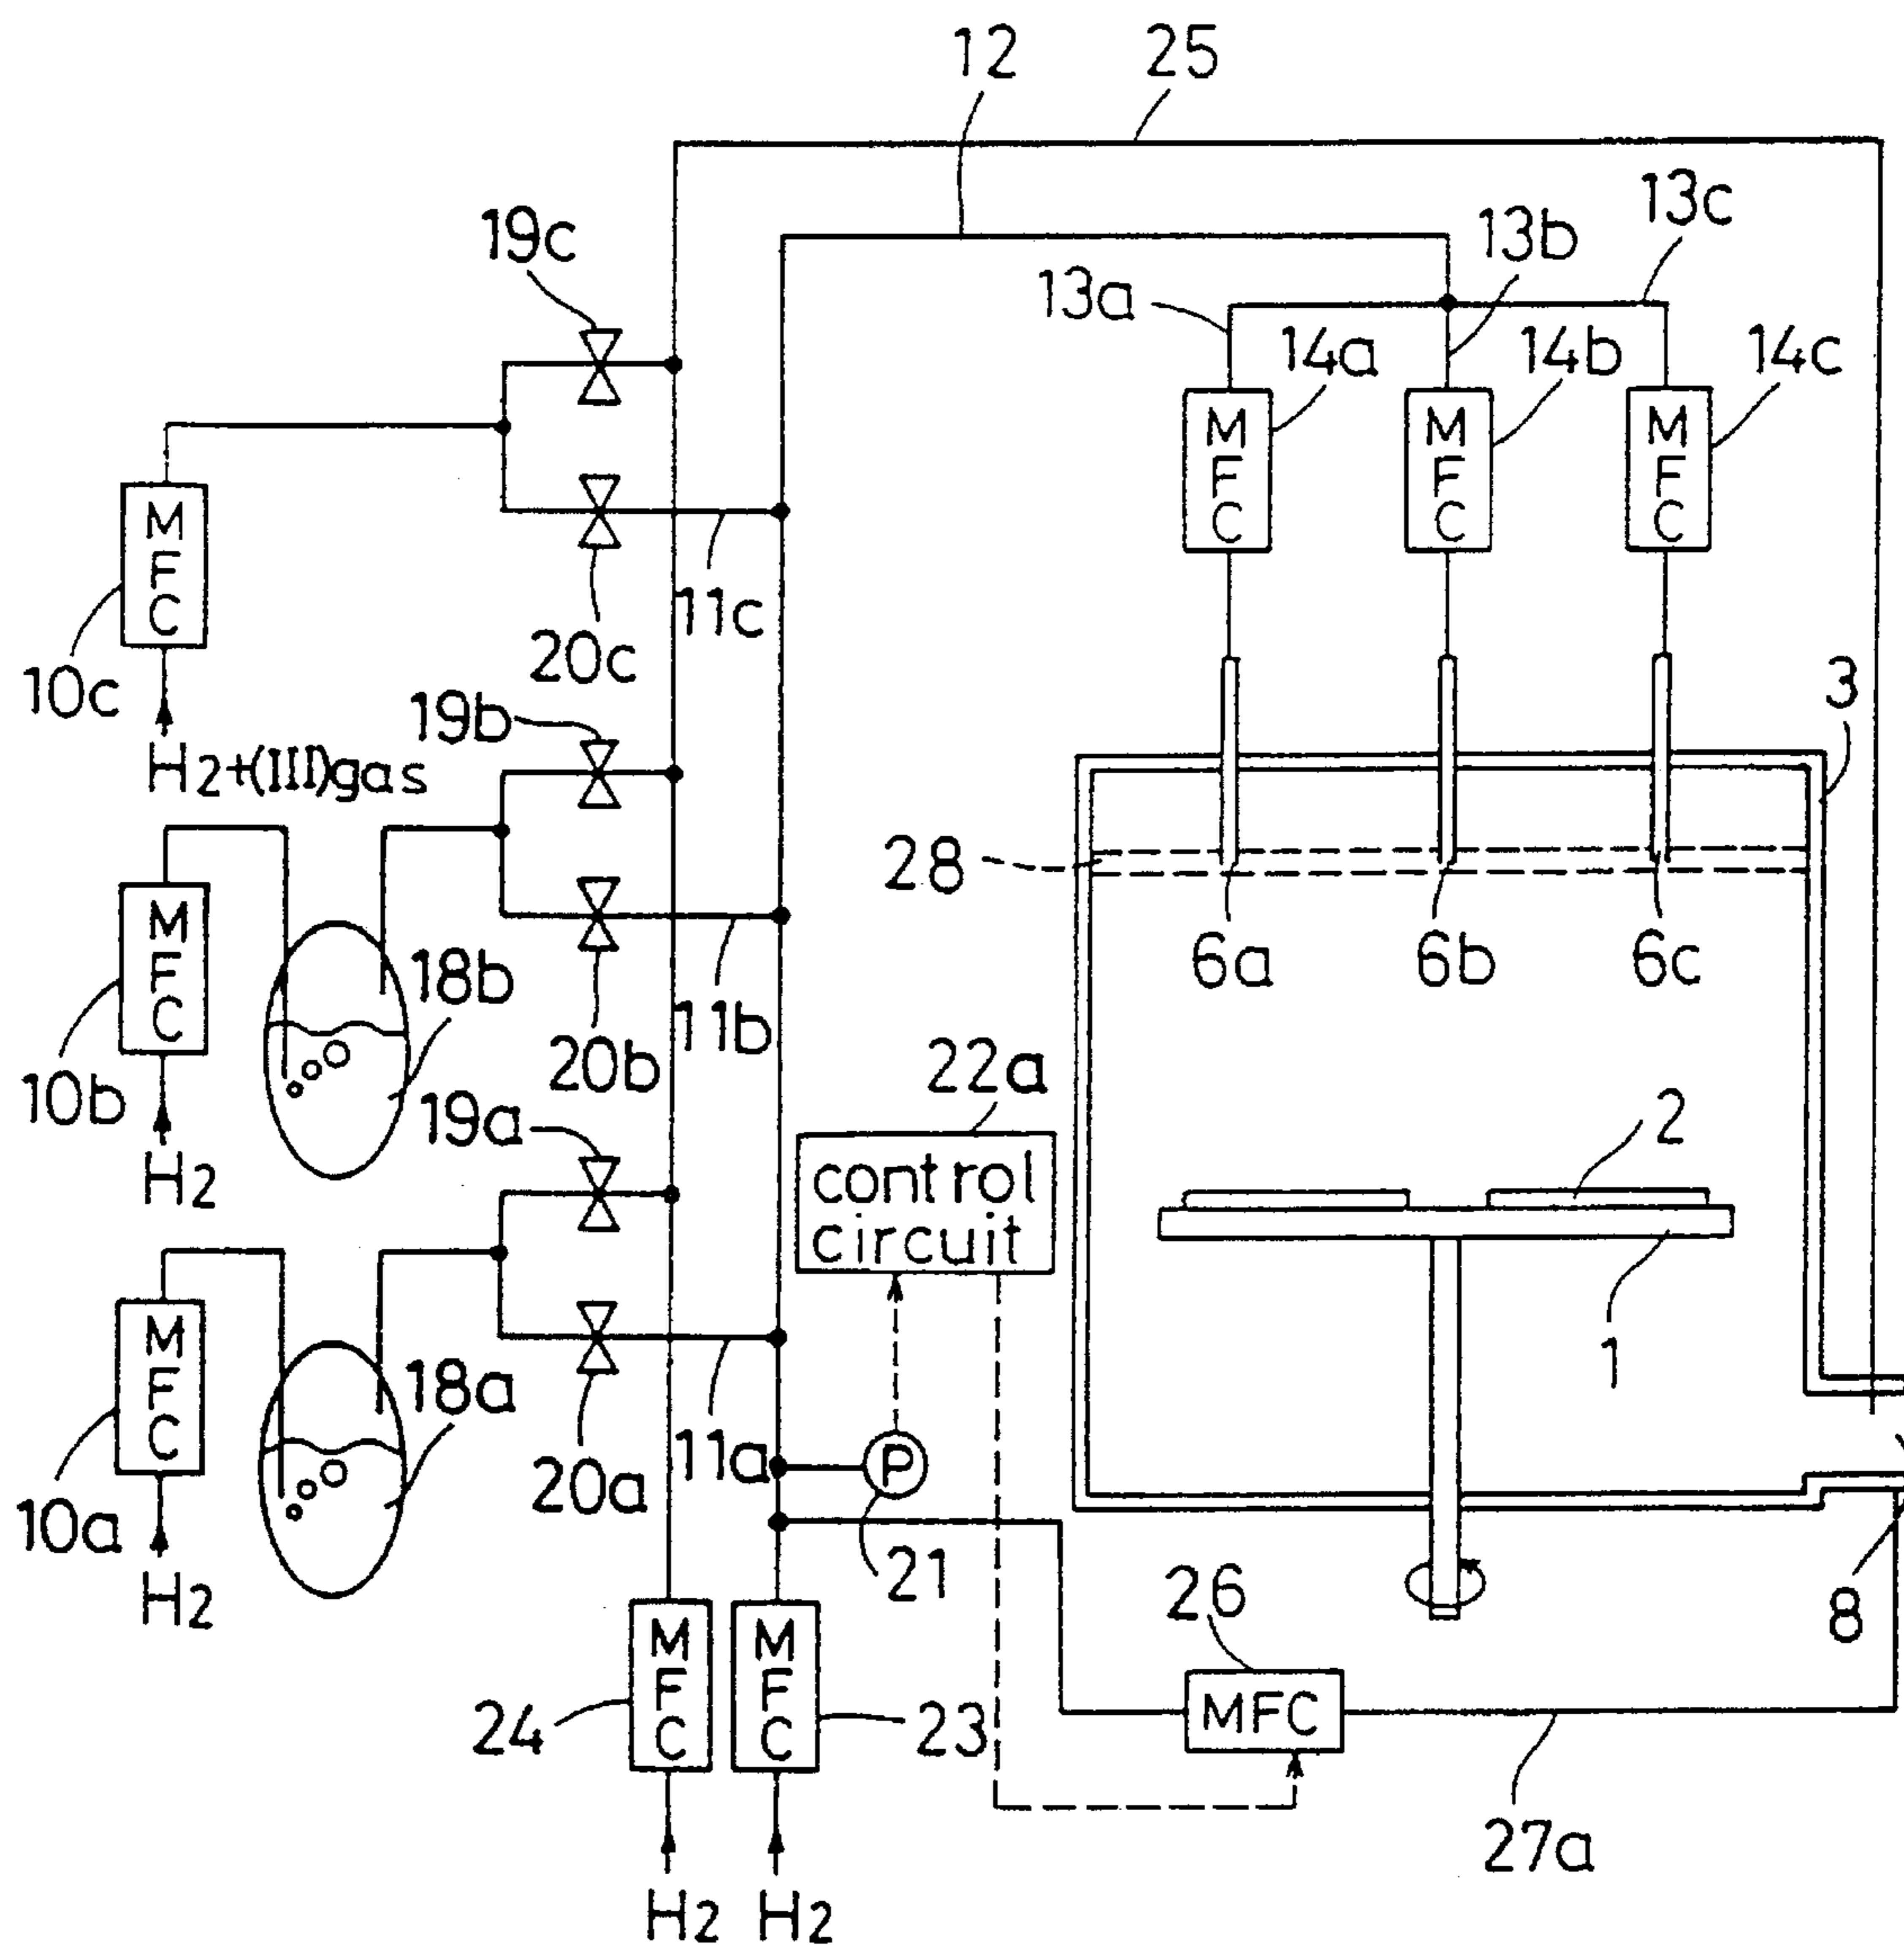 12
25
13c
13b
19c
13a
14a
14b
14c
M
F
C
M
F
C
M
F
C
M
F
C
11c
20c
10c
3
19b
H2+(III)gas
28
M
F
C
18b
6a
6b
6c
11b
20b
22a
10b
19a
2
H2
control
circuit
M
F
C
18a
1
11a
P
20a
10a
21
H2
26
8
M
F
C
M
F
C
24
23
MFC
27a
H2
H2